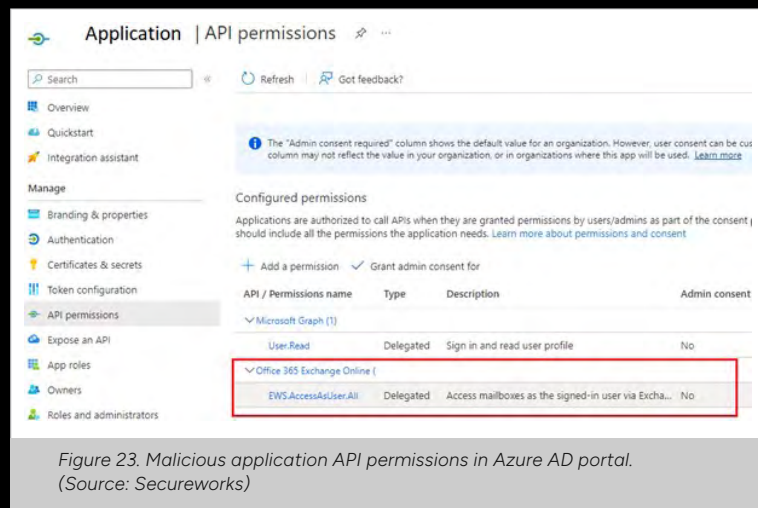 Application | API permissions ...
Search «
Refresh Got feedback?
Overview
Quickstart
Integration assistant
The "Admin consent required" column shows the default value for an organization. However, user consent can be cus
column may not reflect the value in your organization, or in organizations where this app will be used. Learn more
Manage
Branding & properties
Authentication
Certificates & secrets
Token configuration
API permissions
Expose an API
App roles
Owners
Roles and administrators
Configured permissions
Applications are authorized to call APIs when they are granted permissions by users/admins as part of the consent
should include all the permissions the application needs. Learn more about permissions and consent
+ Add a permission ✓ Grant admin consent for
API / Permissions name Type Description Admin consent
Microsoft Graph (1)
User.Read Delegated Sign in and read user profile No
Office 365 Exchange Online (
EWS.AccessAsUser.All Delegated Access mailboxes as the signed-in user via Excha... No
Figure 23. Malicious application API permissions in Azure AD portal.
(Source: Secureworks)